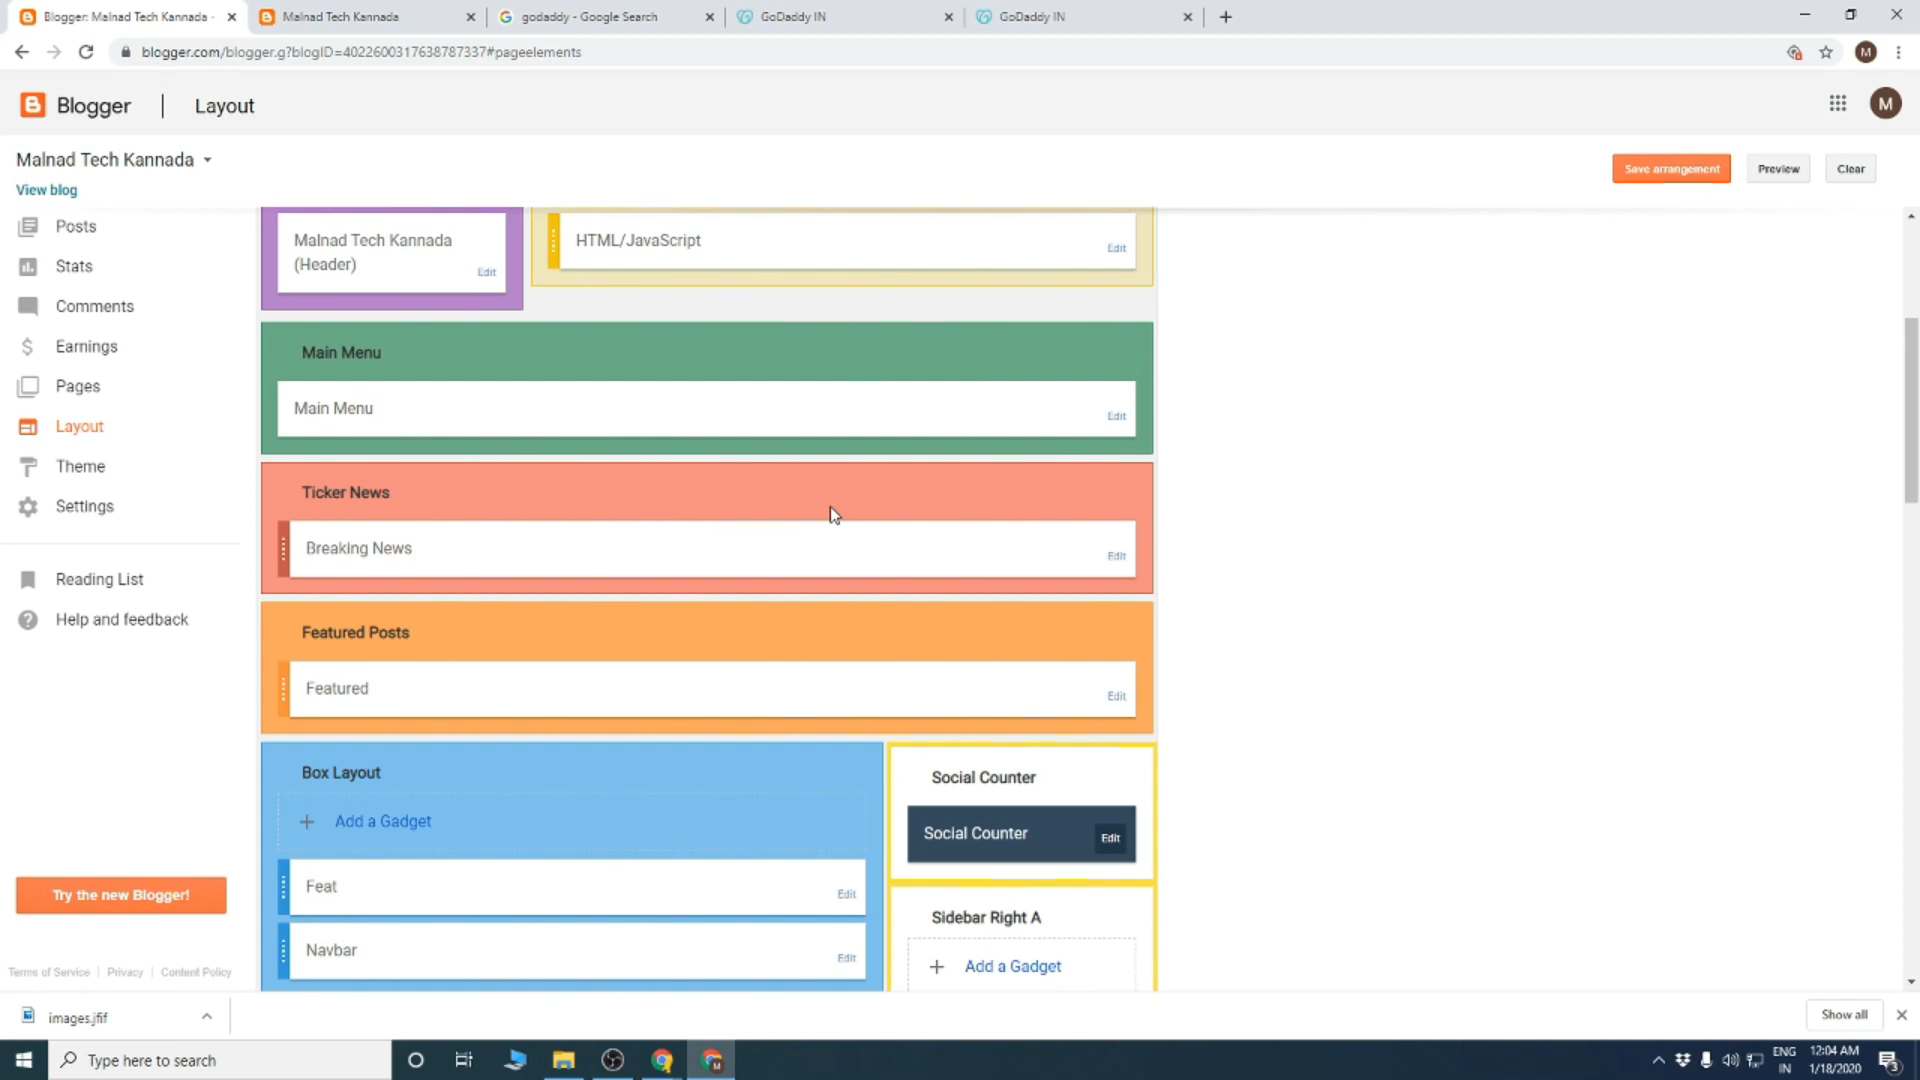 Blogger: Malnad Tech Kannada -
Malnad Tech Kannada
godaddy - Google Search
GoDaddy IN
GoDaddy IN
blogger.com/blogger.g?blogID=4022600317638787337#pageelements
M
Blogger | Layout
M
Malnad Tech Kannada
View blog
Save arrangement
Preview
Clear
Posts
Stats
Comments
Earnings
Pages
Layout
Theme
Settings
Reading List
Help and feedback
Try the new Blogger!
Terms of Service | Privacy | Content Policy
Malnad Tech Kannada
(Header)
Edit
HTML/JavaScript
Edit
Main Menu
Main Menu
Edit
Ticker News
Breaking News
Edit
Featured Posts
Featured
Edit
Box Layout
+ Add a Gadget
Feat
Edit
Navbar
Edit
Social Counter
Social Counter
Edit
Sidebar Right A
+ Add a Gadget
images.jfif
Show all
Type here to search
ENG
IN
12:04 AM
1/18/2020
3